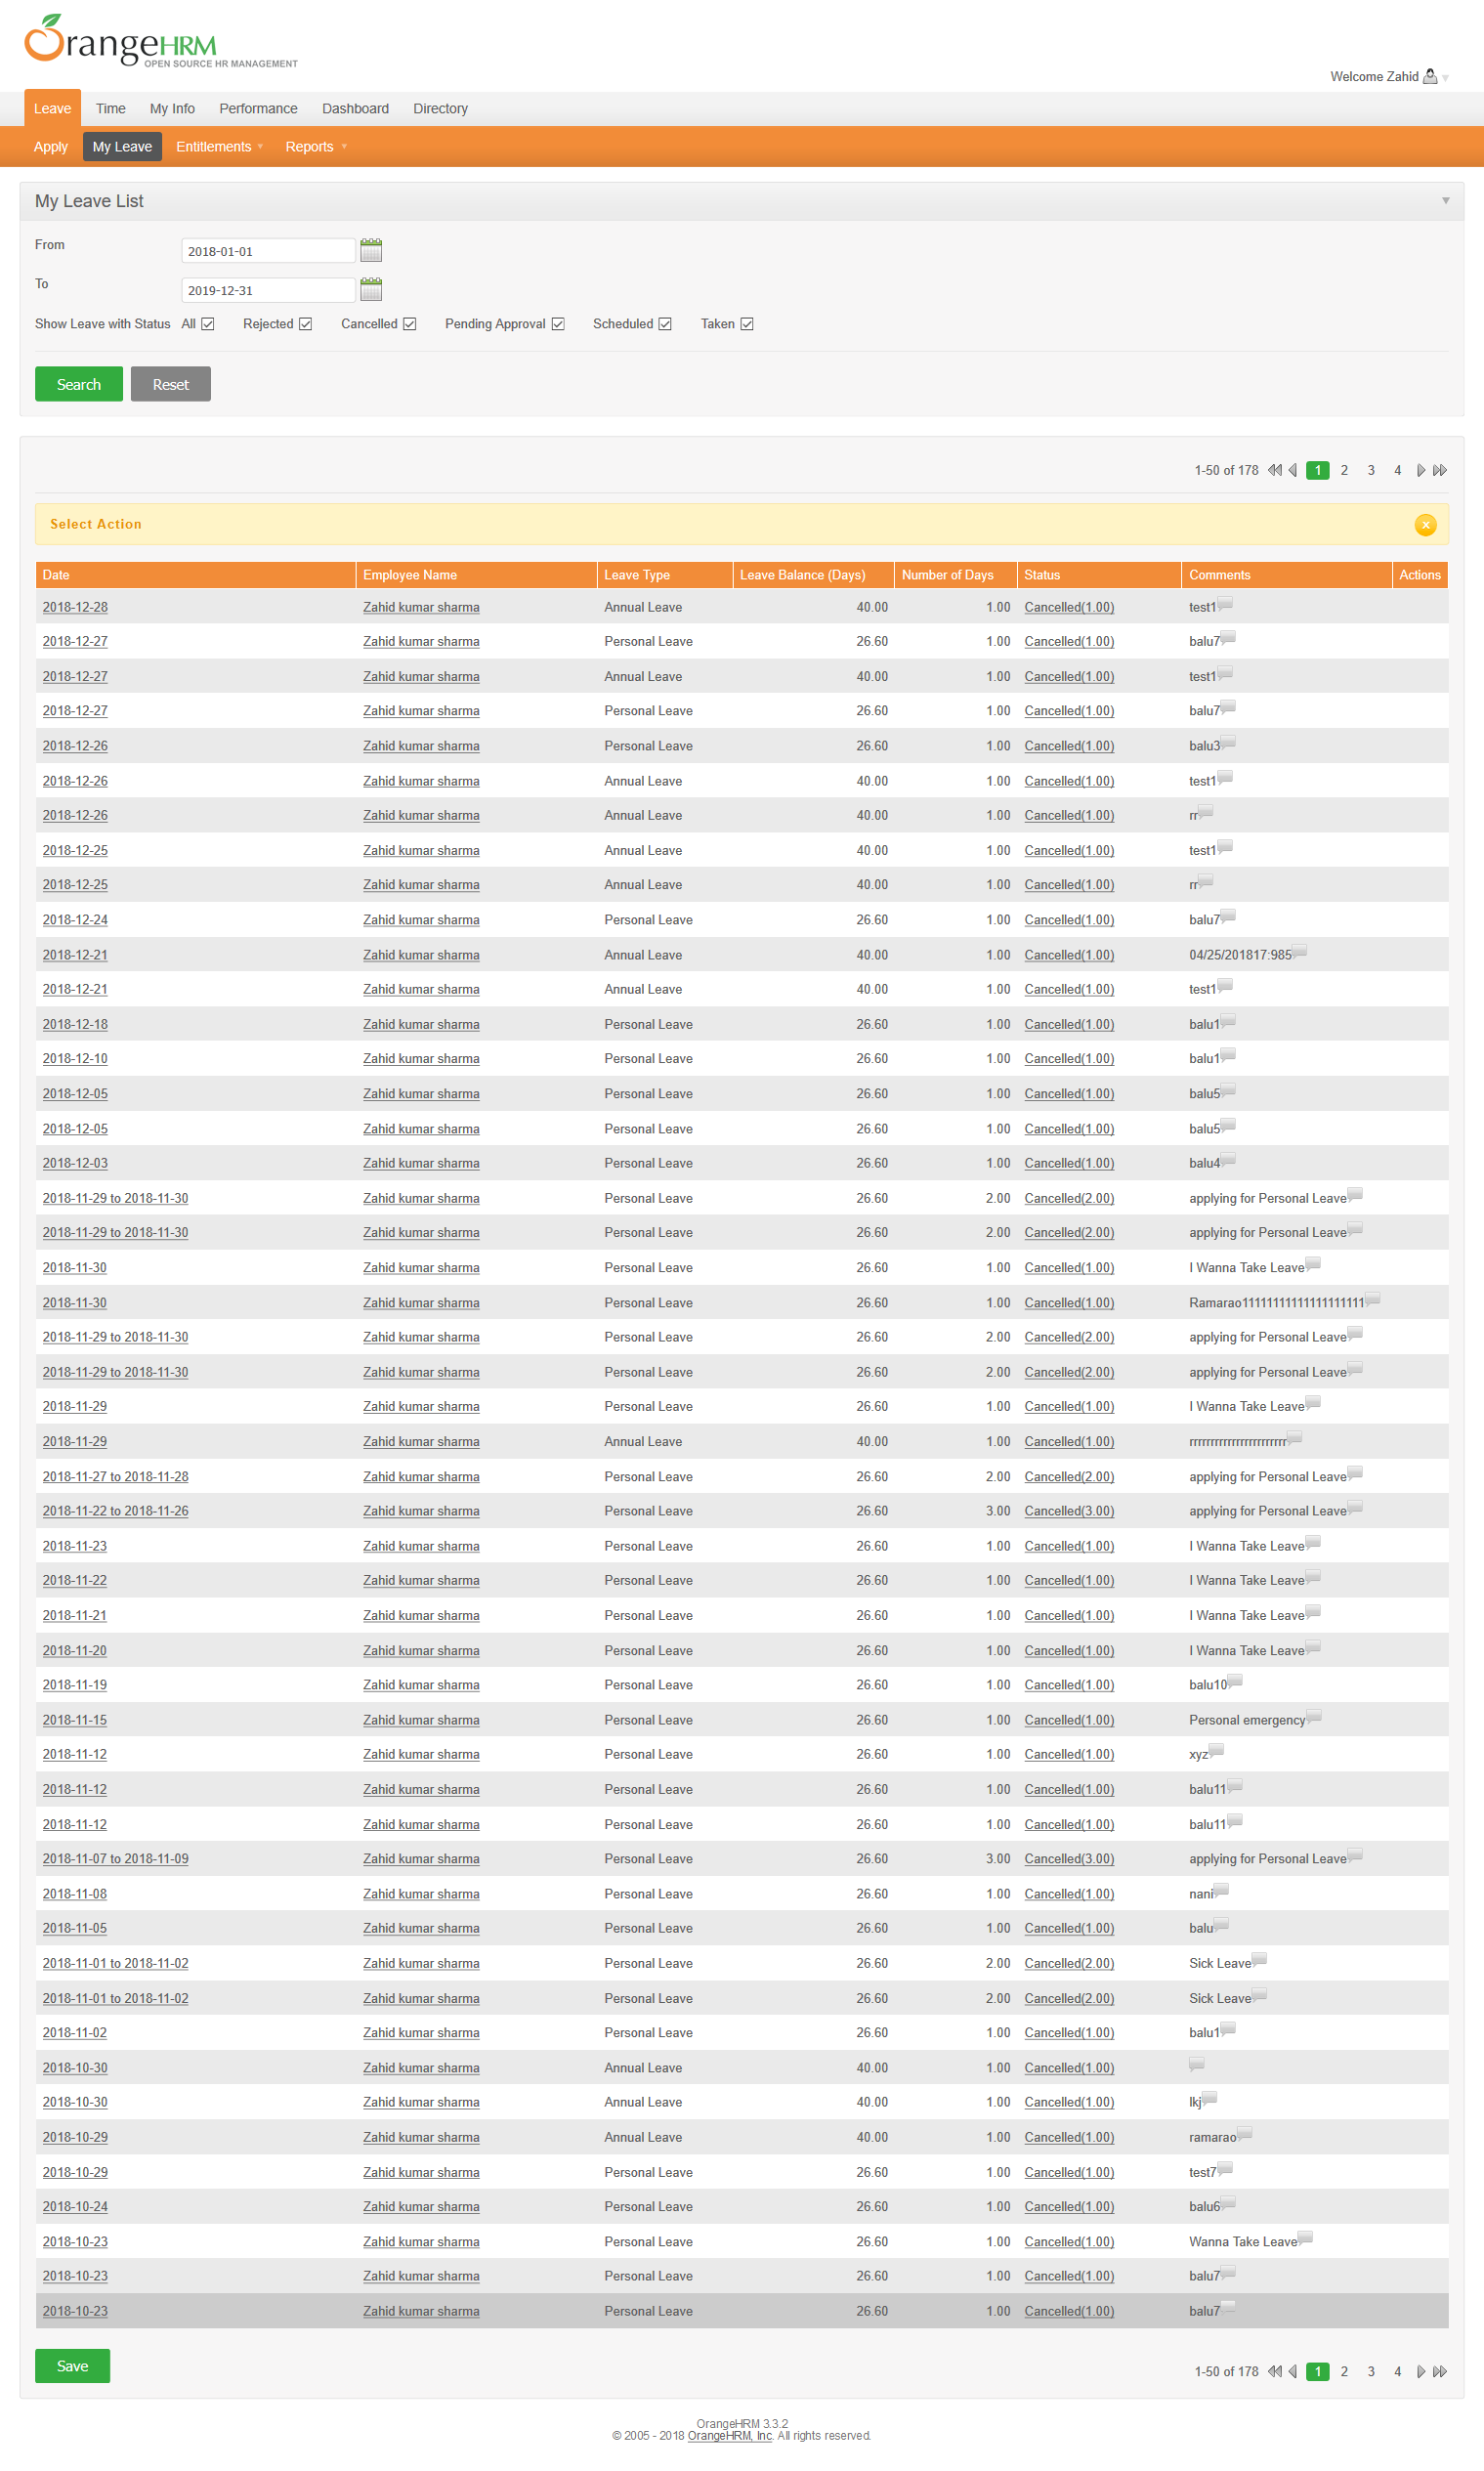 OrangeHRM
OPEN SOURCE HR MANAGEMENT
Welcome Zahid
Leave Time My Info Performance Dashboard Directory
Apply My Leave Entitlements Reports
My Leave List
From 2018-01-01
To 2019-12-31
Show Leave with Status All Rejected Cancelled Pending Approval Scheduled Taken
Search Reset
1-50 of 178 1 2 3 4
Select Action
Date Employee Name Leave Type Leave Balance (Days) Number of Days Status Comments Actions
2018-12-28 Zahid kumar sharma Annual Leave 40.00 1.00 Cancelled(1.00) test1
2018-12-27 Zahid kumar sharma Personal Leave 26.60 1.00 Cancelled(1.00) balu7
2018-12-27 Zahid kumar sharma Annual Leave 40.00 1.00 Cancelled(1.00) test1
2018-12-27 Zahid kumar sharma Personal Leave 26.60 1.00 Cancelled(1.00) balu7
2018-12-26 Zahid kumar sharma Personal Leave 26.60 1.00 Cancelled(1.00) balu3
2018-12-26 Zahid kumar sharma Annual Leave 40.00 1.00 Cancelled(1.00) test1
2018-12-26 Zahid kumar sharma Annual Leave 40.00 1.00 Cancelled(1.00) rr
2018-12-25 Zahid kumar sharma Annual Leave 40.00 1.00 Cancelled(1.00) test1
2018-12-25 Zahid kumar sharma Annual Leave 40.00 1.00 Cancelled(1.00) rr
2018-12-24 Zahid kumar sharma Personal Leave 26.60 1.00 Cancelled(1.00) balu7
2018-12-21 Zahid kumar sharma Annual Leave 40.00 1.00 Cancelled(1.00) 04/25/201817:985
2018-12-21 Zahid kumar sharma Annual Leave 40.00 1.00 Cancelled(1.00) test1
2018-12-18 Zahid kumar sharma Personal Leave 26.60 1.00 Cancelled(1.00) balu1
2018-12-10 Zahid kumar sharma Personal Leave 26.60 1.00 Cancelled(1.00) balu1
2018-12-05 Zahid kumar sharma Personal Leave 26.60 1.00 Cancelled(1.00) balu5
2018-12-05 Zahid kumar sharma Personal Leave 26.60 1.00 Cancelled(1.00) balu5
2018-12-03 Zahid kumar sharma Personal Leave 26.60 1.00 Cancelled(1.00) balu4
2018-11-29 to 2018-11-30 Zahid kumar sharma Personal Leave 26.60 2.00 Cancelled(2.00) applying for Personal Leave
2018-11-29 to 2018-11-30 Zahid kumar sharma Personal Leave 26.60 2.00 Cancelled(2.00) applying for Personal Leave
2018-11-30 Zahid kumar sharma Personal Leave 26.60 1.00 Cancelled(1.00) I Wanna Take Leave
2018-11-30 Zahid kumar sharma Personal Leave 26.60 1.00 Cancelled(1.00)
2018-11-29 to 2018-11-30 Zahid kumar sharma Personal Leave 26.60 2.00 Cancelled(2.00) applying for Personal Leave
2018-11-29 to 2018-11-30 Zahid kumar sharma Personal Leave 26.60 2.00 Cancelled(2.00) applying for Personal Leave
2018-11-29 Zahid kumar sharma Personal Leave 26.60 1.00 Cancelled(1.00) I Wanna Take Leave
2018-11-29 Zahid kumar sharma Annual Leave 40.00 1.00 Cancelled(1.00)
2018-11-27 to 2018-11-28 Zahid kumar sharma Personal Leave 26.60 2.00 Cancelled(2.00) applying for Personal Leave
2018-11-22 to 2018-11-26 Zahid kumar sharma Personal Leave 26.60 3.00 Cancelled(3.00) applying for Personal Leave
2018-11-23 Zahid kumar sharma Personal Leave 26.60 1.00 Cancelled(1.00) I Wanna Take Leave
2018-11-22 Zahid kumar sharma Personal Leave 26.60 1.00 Cancelled(1.00) I Wanna Take Leave
2018-11-21 Zahid kumar sharma Personal Leave 26.60 1.00 Cancelled(1.00) I Wanna Take Leave
2018-11-20 Zahid kumar sharma Personal Leave 26.60 1.00 Cancelled(1.00) I Wanna Take Leave
2018-11-19 Zahid kumar sharma Personal Leave 26.60 1.00 Cancelled(1.00) balu10
2018-11-15 Zahid kumar sharma Personal Leave 26.60 1.00 Cancelled(1.00) Personal emergency
2018-11-12 Zahid kumar sharma Personal Leave 26.60 1.00 Cancelled(1.00) xyz
2018-11-12 Zahid kumar sharma Personal Leave 26.60 1.00 Cancelled(1.00) balu11
2018-11-12 Zahid kumar sharma Personal Leave 26.60 1.00 Cancelled(1.00) balu11
2018-11-07 to 2018-11-09 Zahid kumar sharma Personal Leave 26.60 3.00 Cancelled(3.00) applying for Personal Leave
2018-11-08 Zahid kumar sharma Personal Leave 26.60 1.00 Cancelled(1.00) nani
2018-11-05 Zahid kumar sharma Personal Leave 26.60 1.00 Cancelled(1.00) balu
2018-11-01 to 2018-11-02 Zahid kumar sharma Personal Leave 26.60 2.00 Cancelled(2.00) Sick Leave
2018-11-01 to 2018-11-02 Zahid kumar sharma Personal Leave 26.60 2.00 Cancelled(2.00) Sick Leave
2018-11-02 Zahid kumar sharma Personal Leave 26.60 1.00 Cancelled(1.00) balu1
2018-10-30 Zahid kumar sharma Annual Leave 40.00 1.00 Cancelled(1.00)
2018-10-30 Zahid kumar sharma Annual Leave 40.00 1.00 Cancelled(1.00) lkj
2018-10-29 Zahid kumar sharma Annual Leave 40.00 1.00 Cancelled(1.00) ramarao
2018-10-29 Zahid kumar sharma Personal Leave 26.60 1.00 Cancelled(1.00) test7
2018-10-24 Zahid kumar sharma Personal Leave 26.60 1.00 Cancelled(1.00) balu6
2018-10-23 Zahid kumar sharma Personal Leave 26.60 1.00 Cancelled(1.00) Wanna Take Leave
2018-10-23 Zahid kumar sharma Personal Leave 26.60 1.00 Cancelled(1.00) balu7
2018-10-23 Zahid kumar sharma Personal Leave 26.60 1.00 Cancelled(1.00) balu7
Save
1-50 of 178 1 2 3 4
OrangeHRM 3.3.2
© 2005 - 2018 OrangeHRM, Inc. All rights reserved.